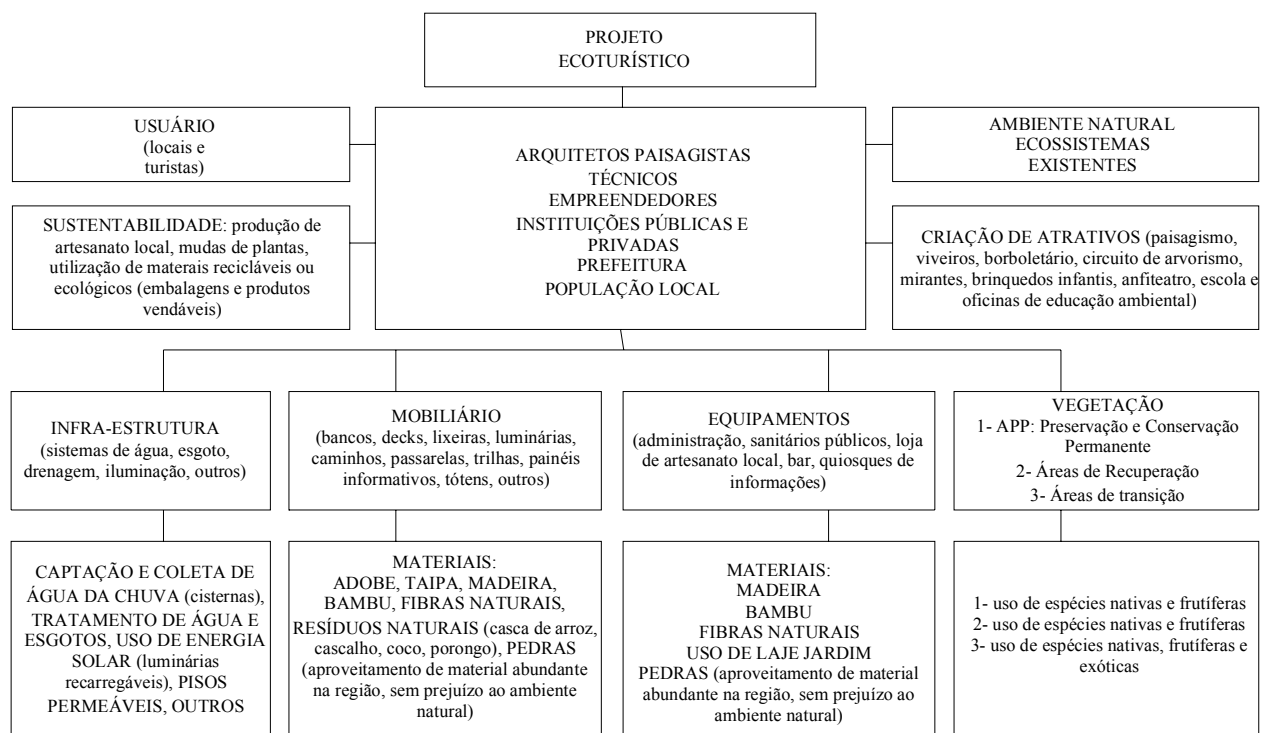 PROJETO
ECOTURÍSTICO
USUÁRIO
(locais e
turistas)
ARQUITETOS PAISAGISTAS
TÉCNICOS
EMPREENDEDORES
INSTITUIÇÕES PÚBLICAS E
PRIVADAS
PREFEITURA
POPULAÇÃO LOCAL
AMBIENTE NATURAL
ECOSSISTEMAS
EXISTENTES
SUSTENTABILIDADE: produção de
artesanato local, mudas de plantas,
utilização de materais recicláveis ou
ecológicos (embalagens e produtos
vendáveis)
CRIAÇÃO DE ATRATIVOS (paisagismo,
viveiros, borboletário, circuito de arvorismo,
mirantes, brinquedos infantis, anfiteatro, escola e
oficinas de educação ambiental)
INFRA-ESTRUTURA
(sistemas de água, esgoto,
drenagem, iluminação, outros)
MOBILIÁRIO
(bancos, decks, lixeiras, luminárias,
caminhos, passarelas, trilhas, painéis
informativos, tótens, outros)
EQUIPAMENTOS
(administração, sanitários públicos, loja
de artesanato local, bar, quiosques de
informações)
VEGETAÇÃO
1- APP: Preservação e Conservação
Permanente
2- Áreas de Recuperação
3- Áreas de transição
CAPTAÇÃO E COLETA DE
ÁGUA DA CHUVA (cisternas),
TRATAMENTO DE ÁGUA E
ESGOTOS, USO DE ENERGIA
SOLAR (luminárias
recarregáveis), PISOS
PERMEÁVEIS, OUTROS
MATERIAIS:
ADOBE, TAIPA, MADEIRA,
BAMBU, FIBRAS NATURAIS,
RESÍDUOS NATURAIS (casca de arroz,
cascalho, coco, porongo), PEDRAS
(aproveitamento de material abundante
na região, sem prejuízo ao ambiente
natural)
MATERIAIS:
MADEIRA
BAMBU
FIBRAS NATURAIS
USO DE LAJE JARDIM
PEDRAS (aproveitamento de material
abundante na região, sem prejuízo ao
ambiente natural)
1- uso de espécies nativas e frutíferas
2- uso de espécies nativas e frutíferas
3- uso de espécies nativas, frutíferas e
exóticas